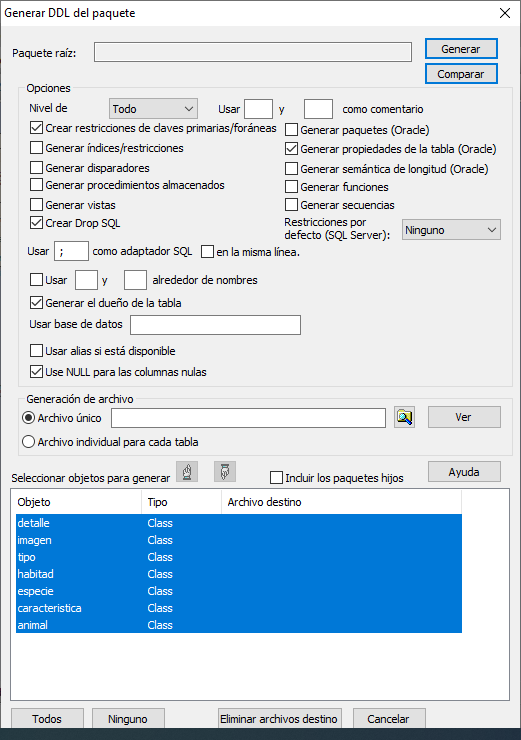 Generar DDL del paquete
Paquete raíz:
Generar
Comparar
Opciones
Nivel de Todo Usar y como comentario
Crear restricciones de claves primarias/foráneas
Generar paquetes (Oracle)
Generar índices/restricciones
Generar propiedades de la tabla (Oracle)
Generar disparadores
Generar semántica de longitud (Oracle)
Generar procedimientos almacenados
Generar funciones
Generar vistas
Generar secuencias
Crear Drop SQL
Restricciones por
defecto (SQL Server): Ninguno
Usar ; como adaptador SQL en la misma línea.
Usar y alrededor de nombres
Generar el dueño de la tabla
Usar base de datos
Usar alias si está disponible
Use NULL para las columnas nulas
Generación de archivo
Archivo único
Ver
Archivo individual para cada tabla
Seleccionar objetos para generar
Incluir los paquetes hijos
Ayuda
Objeto Tipo Archivo destino
detalle Class
imagen Class
tipo Class
habitad Class
especie Class
caracteristica Class
animal Class
Todos Ninguno Eliminar archivos destino Cancelar